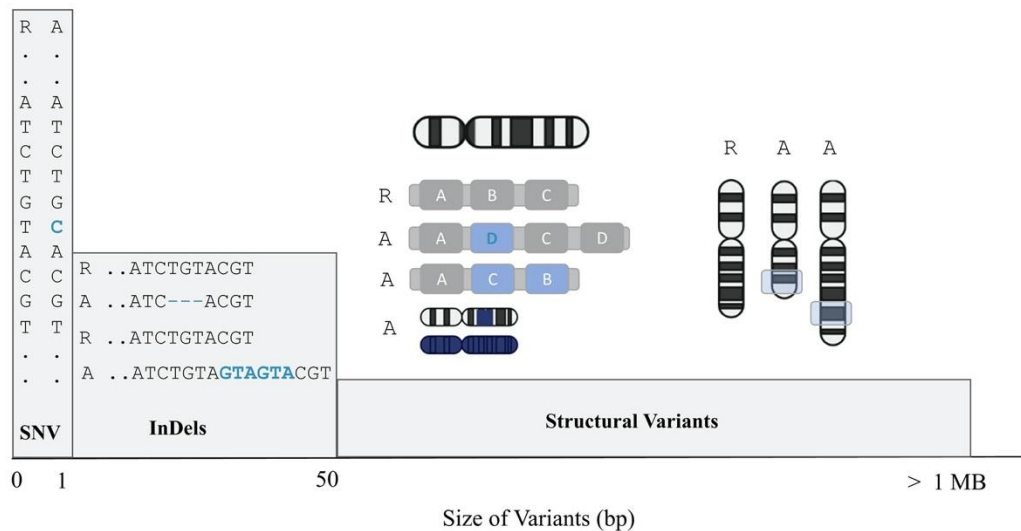 R A
. .
. .
A A
T T
C C
T T
G G
T C
A A
C C
G G
T T
. .
. .
SNV
R ..ATCTGTACGT
A ..ATC---ACGT
R ..ATCTGTACGT
A ..ATCTGTAGTAGTACGT
InDels
R A B C
A A D C D
A A C B
A
R A A
Structural Variants
0 1 50 > 1 MB
Size of Variants (bp)